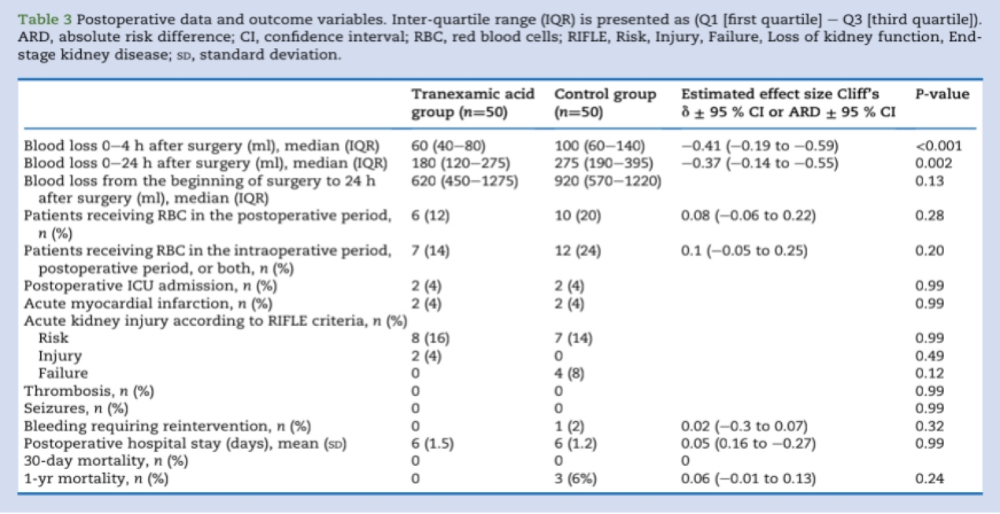 Table 3 Postoperative data and outcome variables. Inter-quartile range (IQR) is presented as (Q1 [first quartile] – Q3 [third quartile]).
ARD, absolute risk difference; CI, confidence interval; RBC, red blood cells; RIFLE, Risk, Injury, Failure, Loss of kidney function, End-
stage kidney disease; SD, standard deviation.
Tranexamic acid Control group Estimated effect size Cliff's P-value
group (n=50) (n=50) δ ± 95 % CI or ARD ± 95 % CI
Blood loss 0–4 h after surgery (ml), median (IQR) 60 (40–80) 100 (60–140) −0.41 (−0.19 to −0.59) <0.001
Blood loss 0–24 h after surgery (ml), median (IQR) 180 (120–275) 275 (190–395) −0.37 (−0.14 to −0.55) 0.002
Blood loss from the beginning of surgery to 24 h 620 (450–1275) 920 (570–1220) 0.13
after surgery (ml), median (IQR)
Patients receiving RBC in the postoperative period, 6 (12) 10 (20) 0.08 (−0.06 to 0.22) 0.28
n (%)
Patients receiving RBC in the intraoperative period, 7 (14) 12 (24) 0.1 (−0.05 to 0.25) 0.20
postoperative period, or both, n (%)
Postoperative ICU admission, n (%) 2 (4) 2 (4) 0.99
Acute myocardial infarction, n (%) 2 (4) 2 (4) 0.99
Acute kidney injury according to RIFLE criteria, n (%)
Risk 8 (16) 7 (14) 0.99
Injury 2 (4) 0 0.49
Failure 0 4 (8) 0.12
Thrombosis, n (%) 0 0 0.99
Seizures, n (%) 0 0 0.99
Bleeding requiring reintervention, n (%) 0 1 (2) 0.02 (−0.3 to 0.07) 0.32
Postoperative hospital stay (days), mean (SD) 6 (1.5) 6 (1.2) 0.05 (0.16 to −0.27) 0.99
30-day mortality, n (%) 0 0 0
1-yr mortality, n (%) 0 3 (6%) 0.06 (−0.01 to 0.13) 0.24